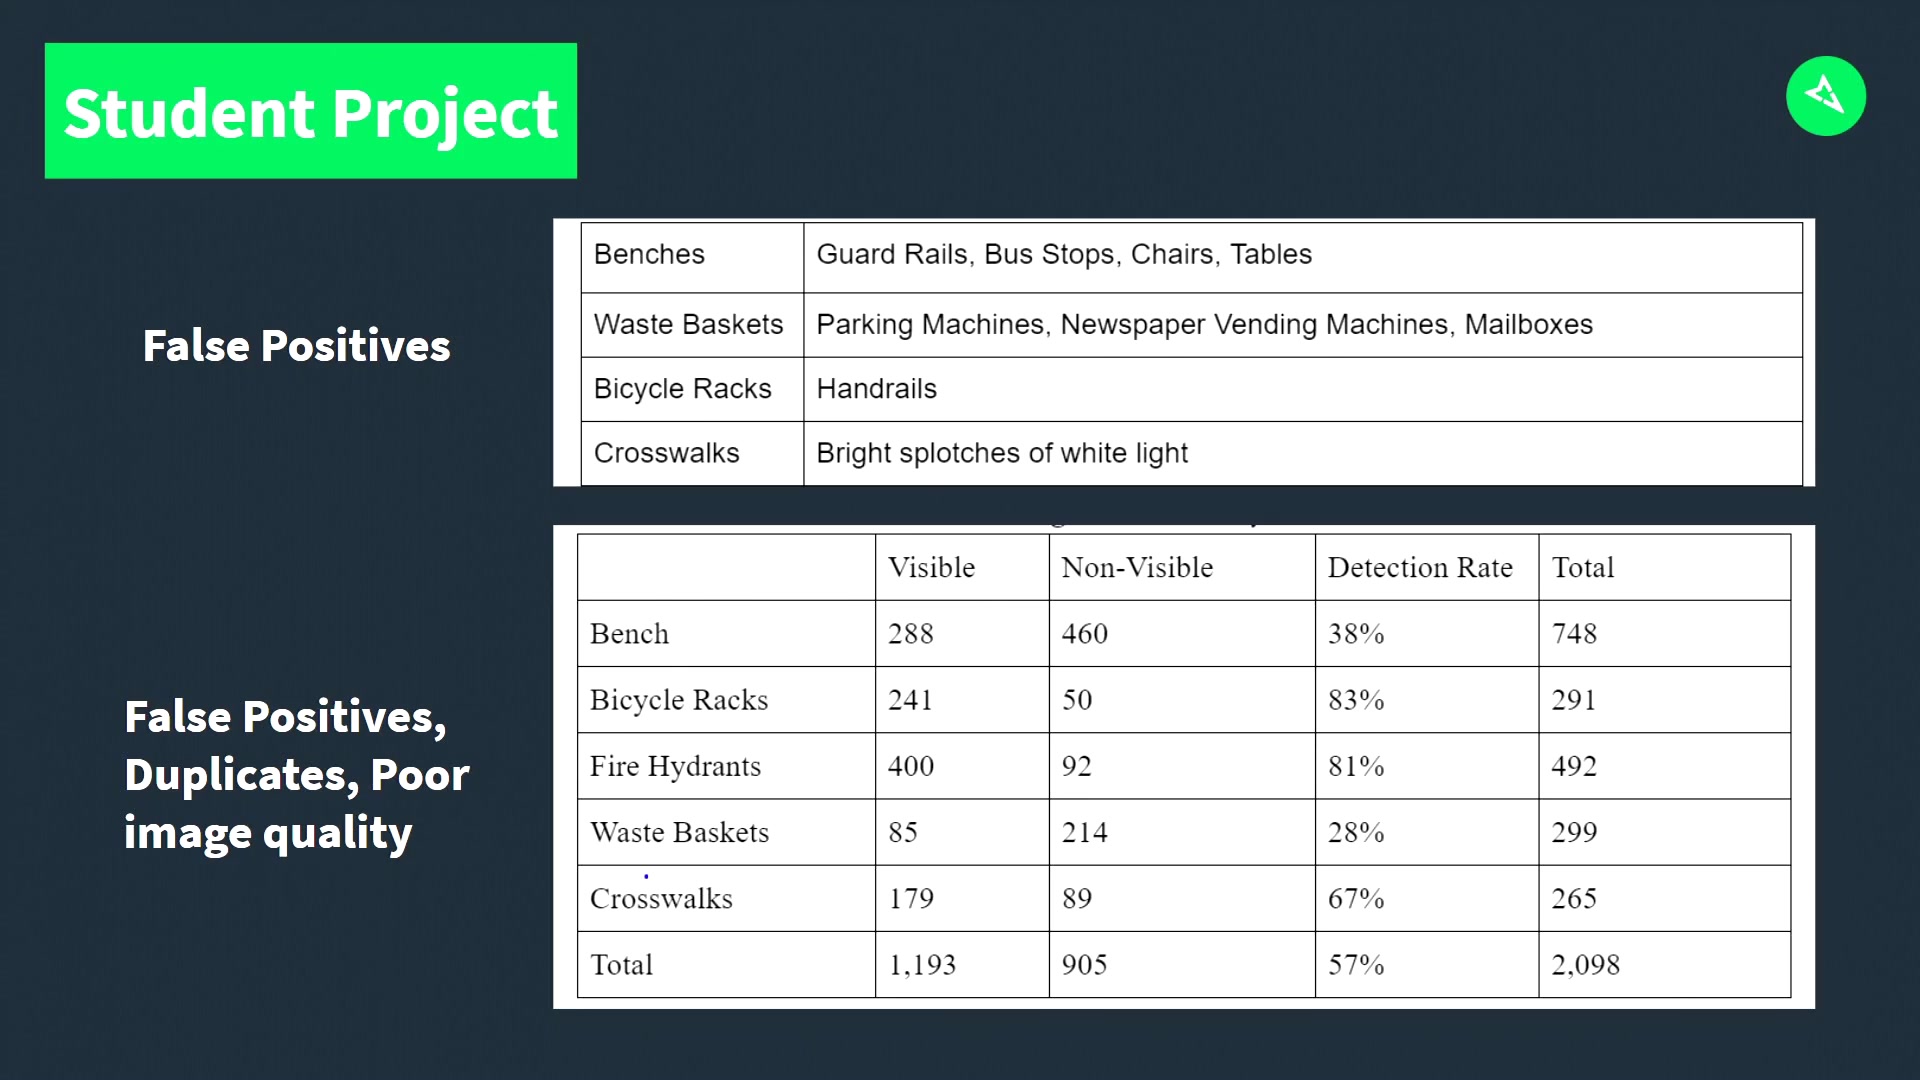 Student Project
False Positives
Benches Guard Rails, Bus Stops, Chairs, Tables
Waste Baskets Parking Machines, Newspaper Vending Machines, Mailboxes
Bicycle Racks Handrails
Crosswalks Bright splotches of white light
False Positives,
Duplicates, Poor
image quality
Visible Non-Visible Detection Rate Total
Bench 288 460 38% 748
Bicycle Racks 241 50 83% 291
Fire Hydrants 400 92 81% 492
Waste Baskets 85 214 28% 299
Crosswalks 179 89 67% 265
Total 1,193 905 57% 2,098